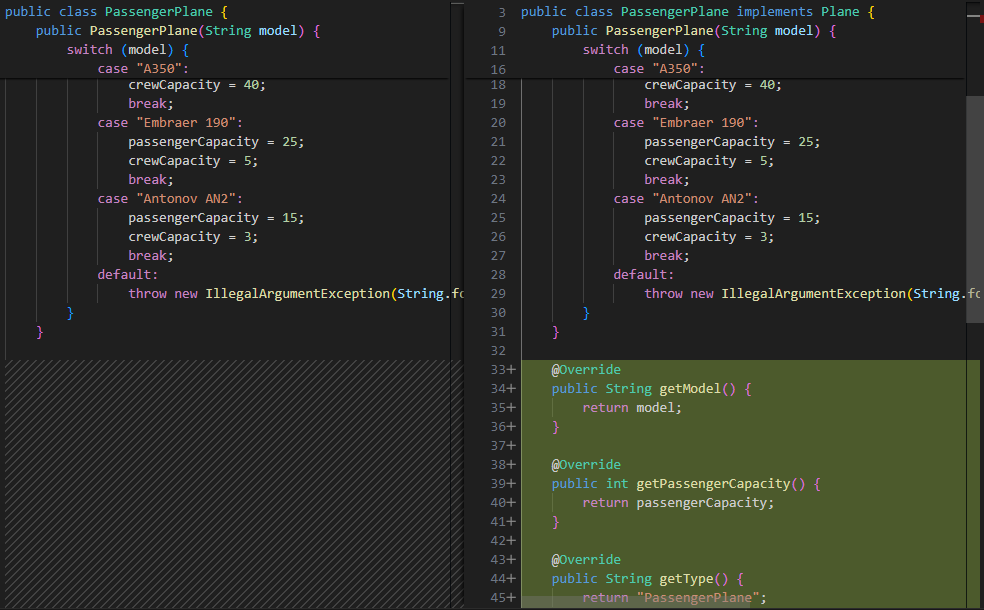 public class PassengerPlane {
    public PassengerPlane(String model) {
        switch (model) {
            case "A350":
                crewCapacity = 40;
                break;
            case "Embraer 190":
                passengerCapacity = 25;
                crewCapacity = 5;
                break;
            case "Antonov AN2":
                passengerCapacity = 15;
                crewCapacity = 3;
                break;
            default:
                throw new IllegalArgumentException(String.fo
        }
    }
3 public class PassengerPlane implements Plane {
9     public PassengerPlane(String model) {
11         switch (model) {
16             case "A350":
18                 crewCapacity = 40;
19                 break;
20             case "Embraer 190":
21                 passengerCapacity = 25;
22                 crewCapacity = 5;
23                 break;
24             case "Antonov AN2":
25                 passengerCapacity = 15;
26                 crewCapacity = 3;
27                 break;
28             default:
29                 throw new IllegalArgumentException(String.fo
30         }
31     }
32
33+     @Override
34+     public String getModel() {
35+         return model;
36+     }
37+
38+     @Override
39+     public int getPassengerCapacity() {
40+         return passengerCapacity;
41+     }
42+
43+     @Override
44+     public String getType() {
45+         return "PassengerPlane";